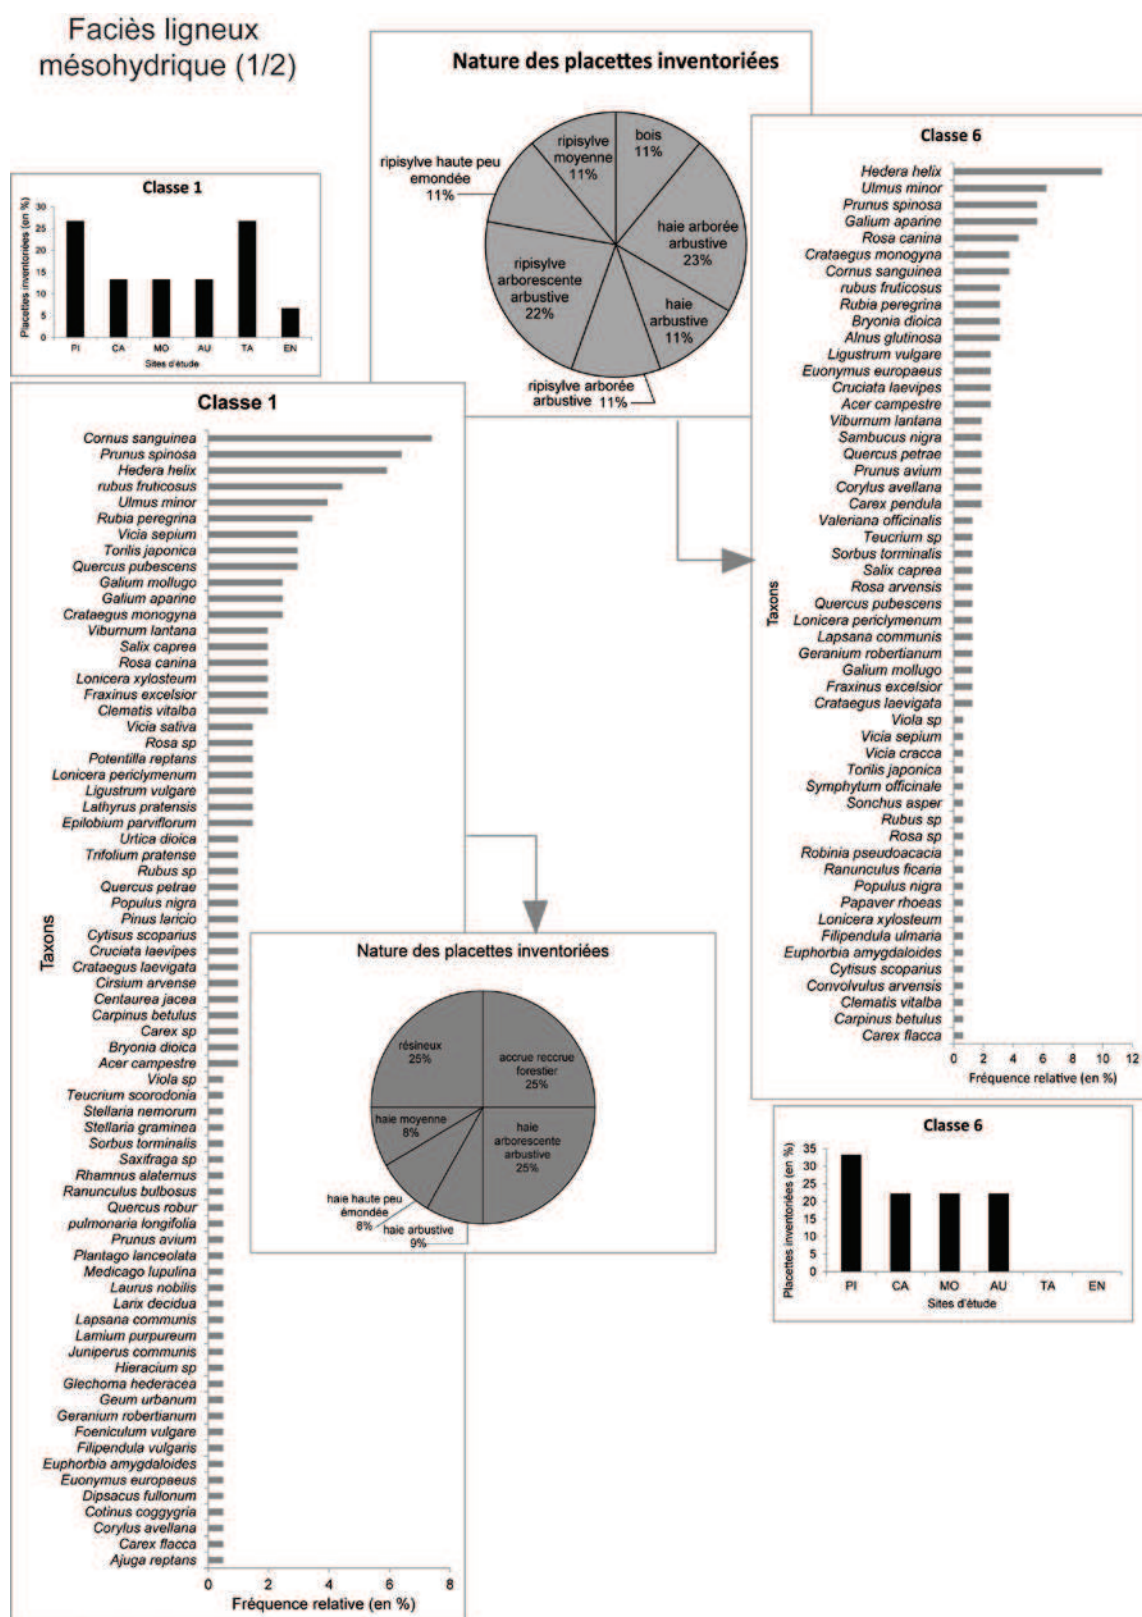 Faciès ligneux
mésohydrique (1/2)
Nature des placettes inventoriées
bois
11%
haie arborée
arbustive
23%
haie
arbustive
11%
ripisylve arborée
arbustive 11%
ripisylve
arborescente
arbustive
22%
ripisylve haute peu
emondée
11%
ripisylve
moyenne
11%
Classe 1
Placettes inventoriées (en %)
30
25
20
15
10
5
0
PI CA MO AU TA EN
Sites d'étude
Classe 1
Taxons
Cornus sanguinea
Prunus spinosa
Hedera helix
rubus fruticosus
Ulmus minor
Rubia peregrina
Vicia sepium
Torilis japonica
Quercus pubescens
Galium mollugo
Galium aparine
Crataegus monogyna
Viburnum lantana
Salix caprea
Rosa canina
Lonicera xylosteum
Fraxinus excelsior
Clematis vitalba
Vicia sativa
Rosa sp
Potentilla reptans
Lonicera periclymenum
Ligustrum vulgare
Lathyrus pratensis
Epilobium parviflorum
Urtica dioica
Trifolium pratense
Rubus sp
Quercus petrae
Populus nigra
Pinus laricio
Cytisus scoparius
Cruciata laevipes
Crataegus laevigata
Cirsium arvense
Centaurea jacea
Carpinus betulus
Carex sp
Bryonia dioica
Acer campestre
Viola sp
Teucrium scorodonia
Stellaria nemorum
Stellaria graminea
Sorbus torminalis
Saxifraga sp
Rhamnus alaternus
Ranunculus bulbosus
Quercus robur
pulmonaria longifolia
Prunus avium
Plantago lanceolata
Medicago lupulina
Laurus nobilis
Larix decidua
Lapsana communis
Lamium purpureum
Juniperus communis
Hieracium sp
Glechoma hederacea
Geum urbanum
Geranium robertianum
Foeniculum vulgare
Filipendula vulgaris
Euphorbia amygdaloides
Euonymus europaeus
Dipsacus fullonum
Cotinus coggygria
Corylus avellana
Carex flacca
Ajuga reptans
0 2 4 6 8
Fréquence relative (en %)
Nature des placettes inventoriées
résineux
25%
accrue reccrue
forestier
25%
haie
arborescente
arbustive
25%
haie moyenne
8%
haie haute peu
émondée
8%
haie arbustive
9%
Classe 6
Taxons
Hedera helix
Ulmus minor
Prunus spinosa
Galium aparine
Rosa canina
Crataegus monogyna
Cornus sanguinea
rubus fruticosus
Rubia peregrina
Bryonia dioica
Alnus glutinosa
Ligustrum vulgare
Euonymus europaeus
Cruciata laevipes
Acer campestre
Viburnum lantana
Sambucus nigra
Quercus petrae
Prunus avium
Corylus avellana
Carex pendula
Valeriana officinalis
Teucrium sp
Sorbus torminalis
Salix caprea
Rosa arvensis
Quercus pubescens
Lonicera periclymenum
Lapsana communis
Geranium robertianum
Galium mollugo
Fraxinus excelsior
Crataegus laevigata
Viola sp
Vicia sepium
Vicia cracca
Torilis japonica
Symphytum officinale
Sonchus asper
Rubus sp
Rosa sp
Robinia pseudoacacia
Ranunculus ficaria
Populus nigra
Papaver rhoeas
Lonicera xylosteum
Filipendula ulmaria
Euphorbia amygdaloides
Cytisus scoparius
Convolvulus arvensis
Clematis vitalba
Carpinus betulus
Carex flacca
0 2 4 6 8 10 12
Fréquence relative (en %)
Classe 6
Placettes inventoriées (en %)
35
30
25
20
15
10
5
0
PI CA MO AU TA EN
Sites d'étude